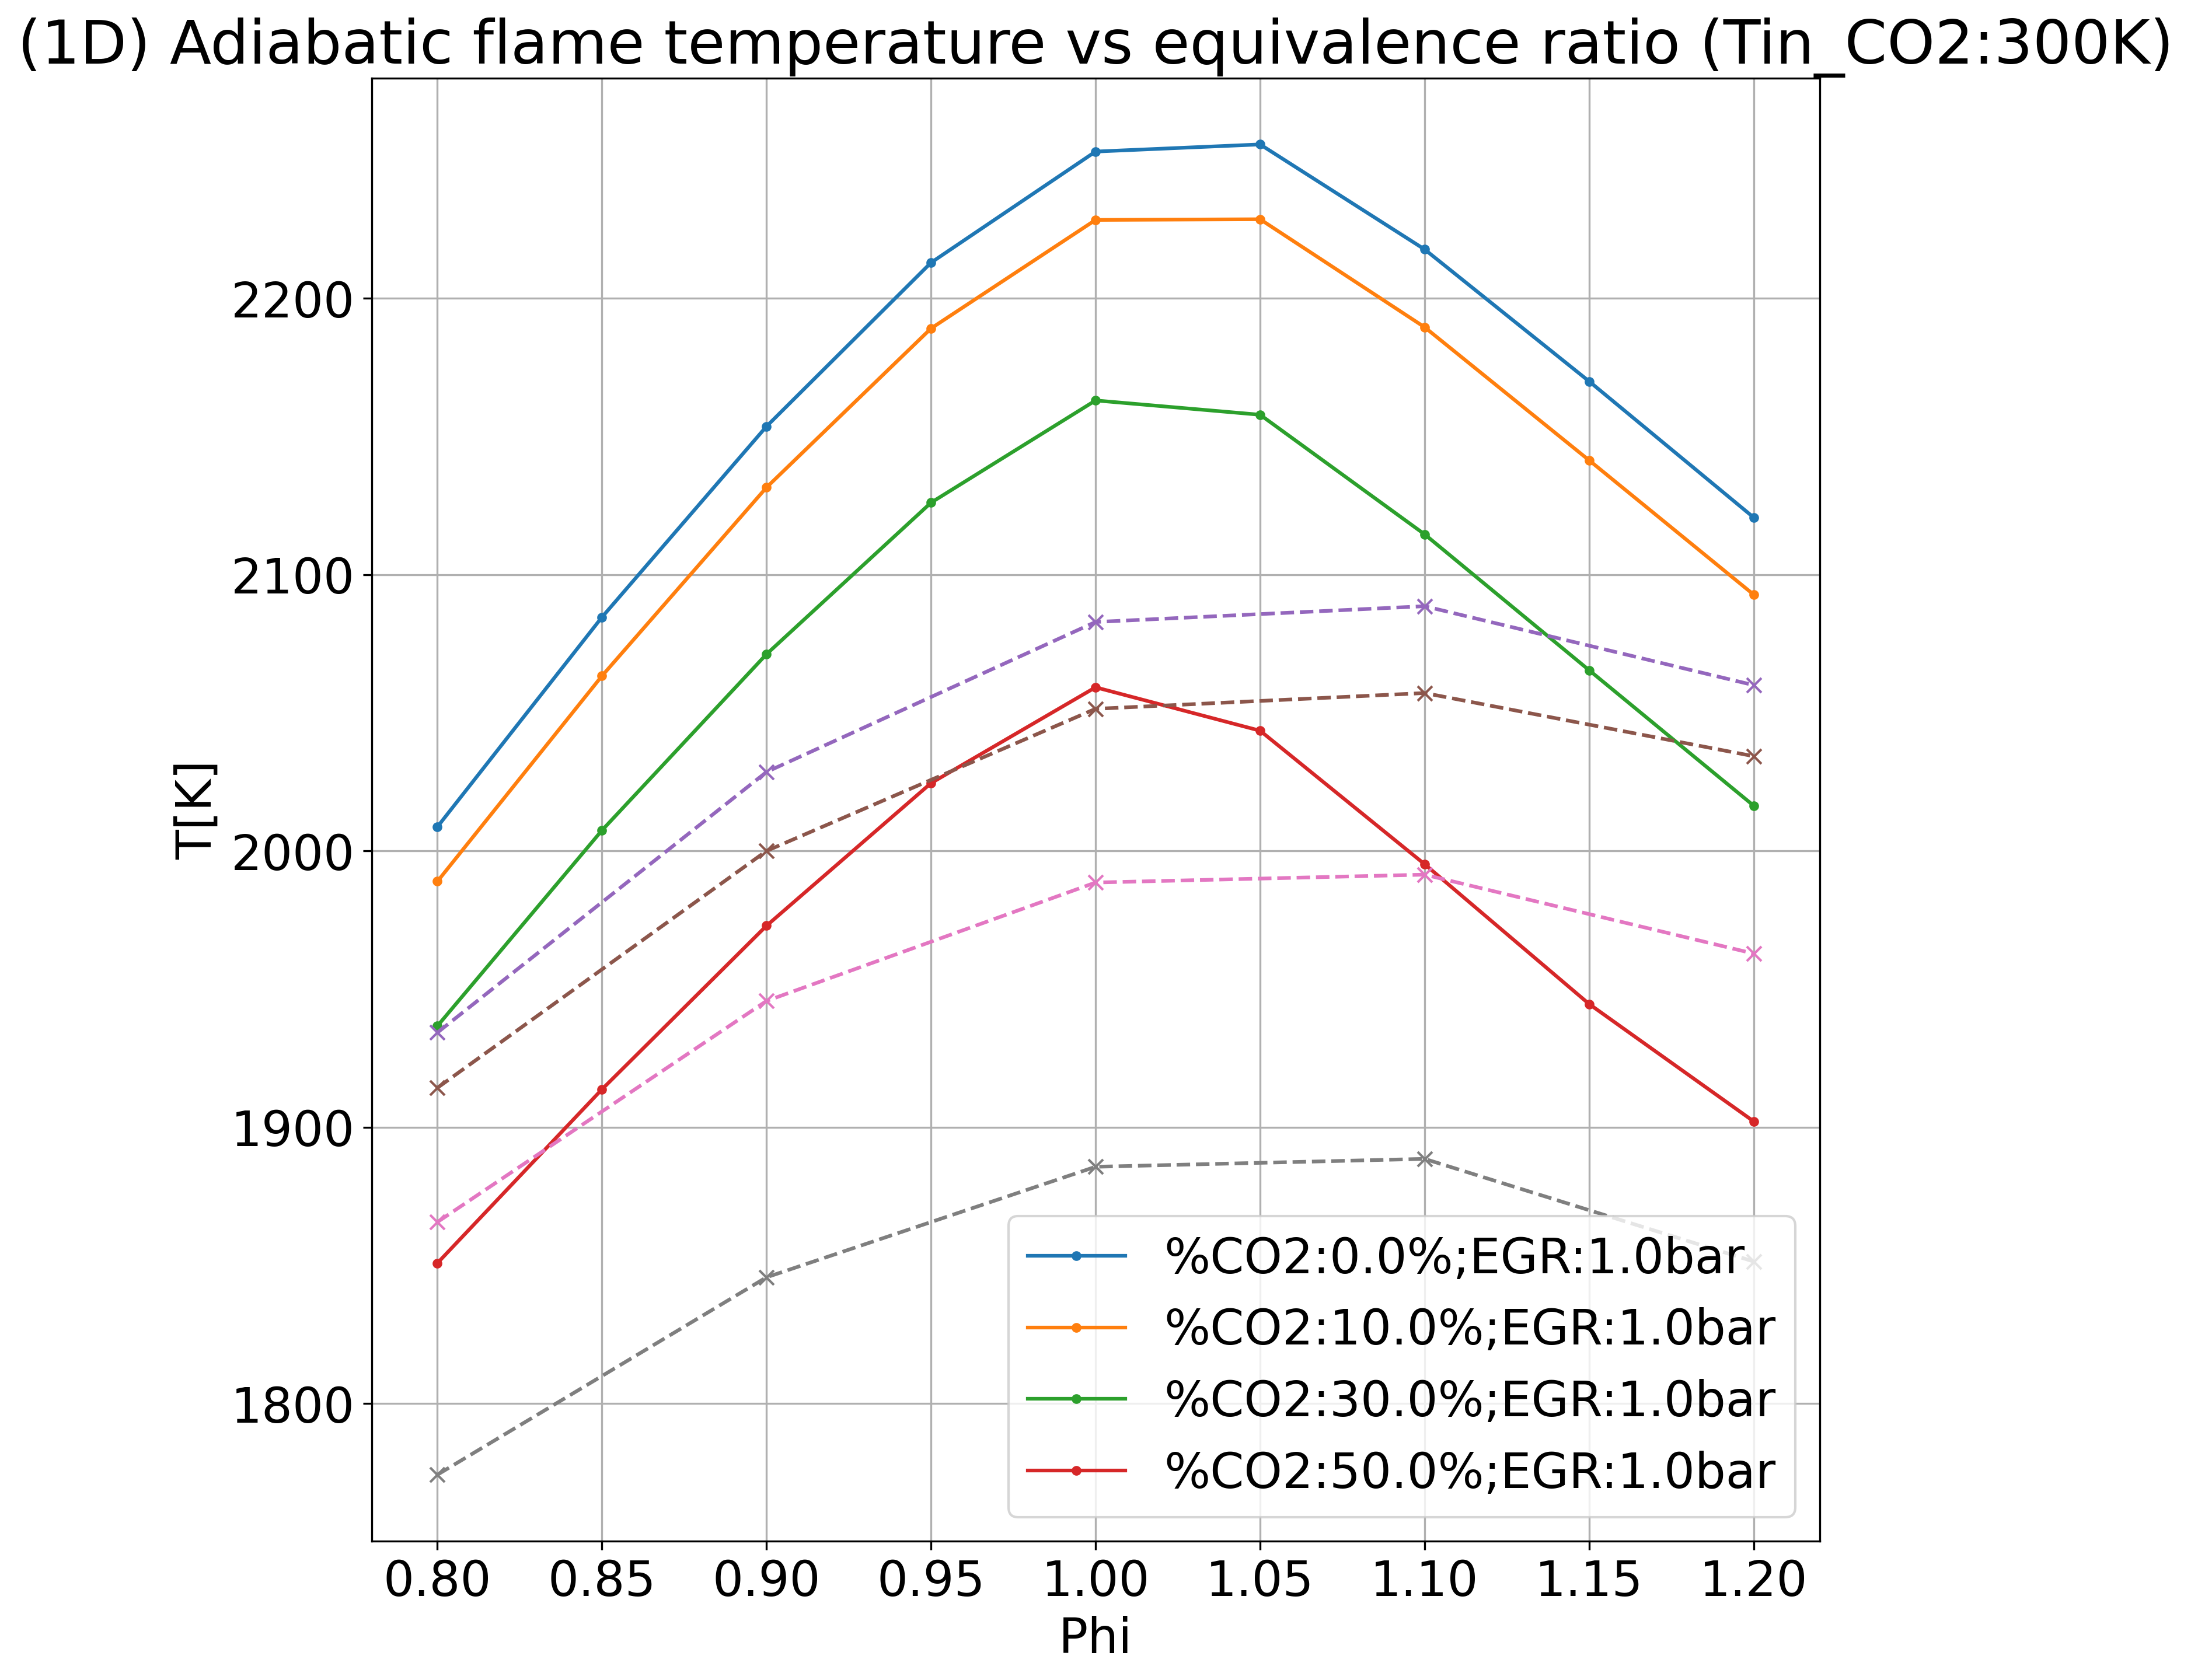 (1D) Adiabatic flame temperature vs equivalence ratio (Tin_CO2:300K)
T[K]
2200
2100
2000
1900
1800
%CO2:0.0%;EGR:1.0bar
%CO2:10.0%;EGR:1.0bar
%CO2:30.0%;EGR:1.0bar
%CO2:50.0%;EGR:1.0bar
0.80 0.85 0.90 0.95 1.00 1.05 1.10 1.15 1.20
Phi